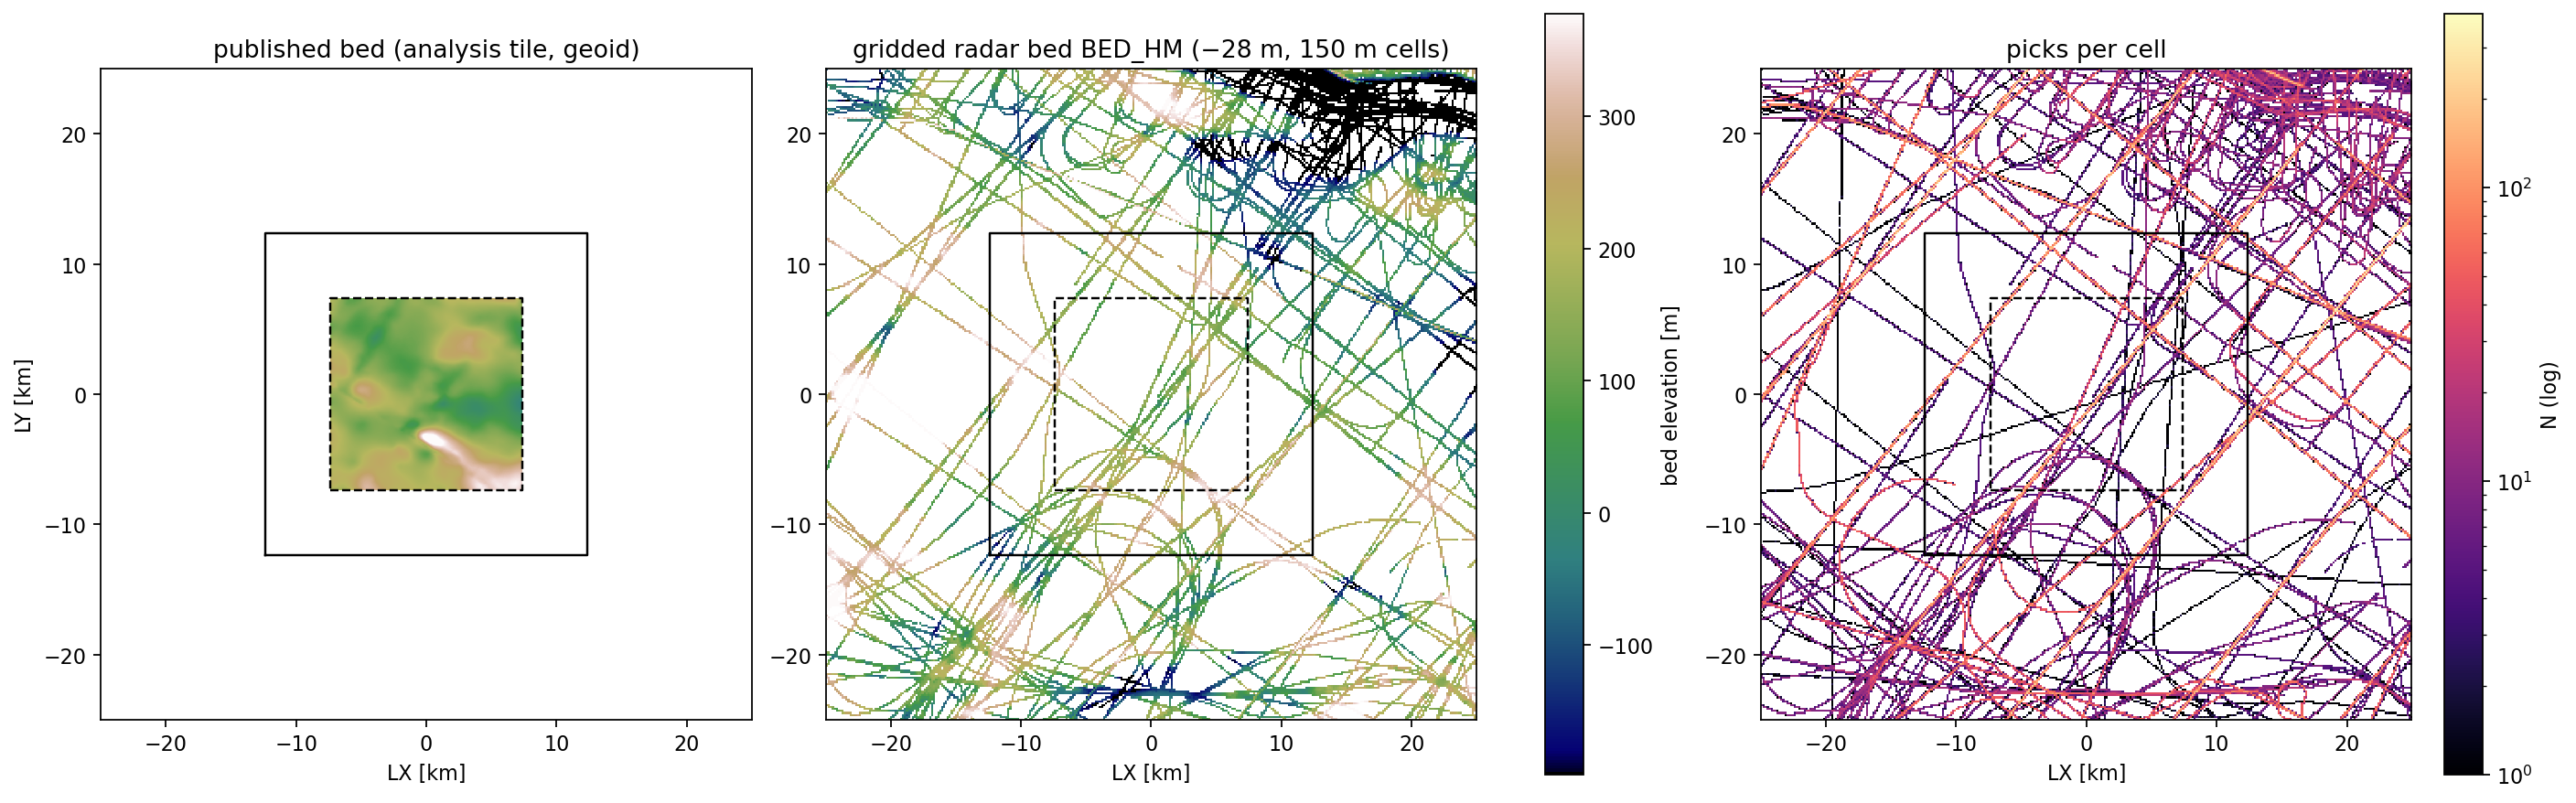 published bed (analysis tile, geoid)
20
10
0
−10
−20
LY [km]
−20 −10 0 10 20
LX [km]
gridded radar bed BED_HM (−28 m, 150 m cells)
20
10
0
−10
−20
−20 −10 0 10 20
LX [km]
300
200
100
0
−100
bed elevation [m]
picks per cell
20
10
0
−10
−20
−20 −10 0 10 20
LX [km]
10²
10¹
10⁰
N (log)